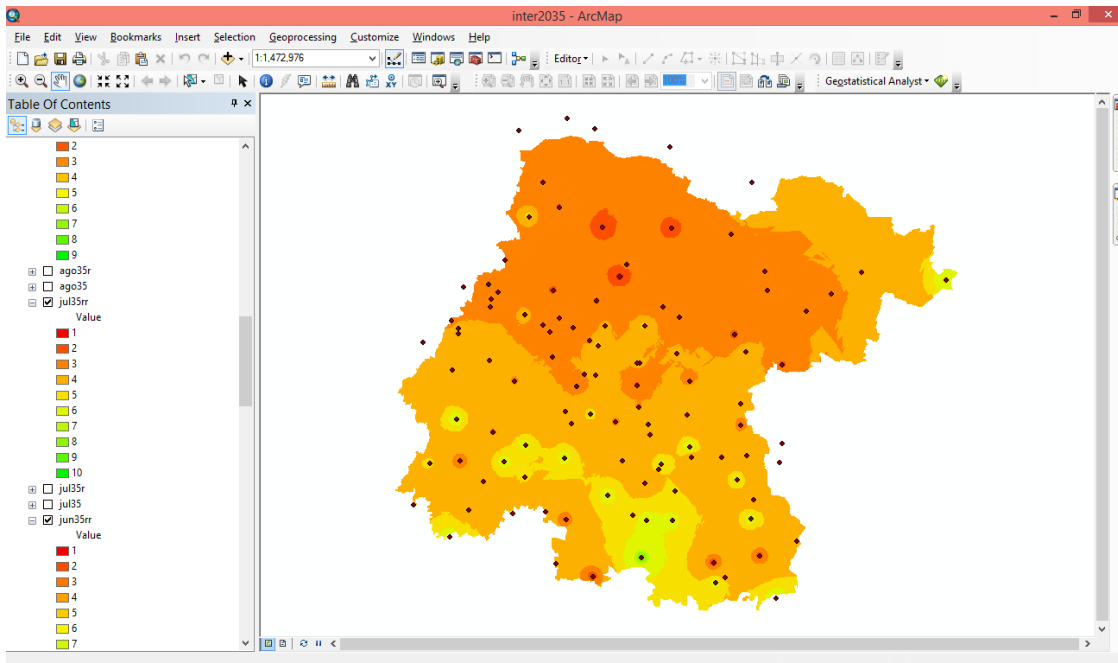 inter2035 - ArcMap
File Edit View Bookmarks Insert Selection Geoprocessing Customize Windows Help
1:1,472,976 Editor
100% Geostatistical Analyst
Table Of Contents
2
3
4
5
6
7
8
9
ago35r
ago35
jul35rr
Value
1
2
3
4
5
6
7
8
9
10
jul35r
jul35
jun35rr
Value
1
2
3
4
5
6
7